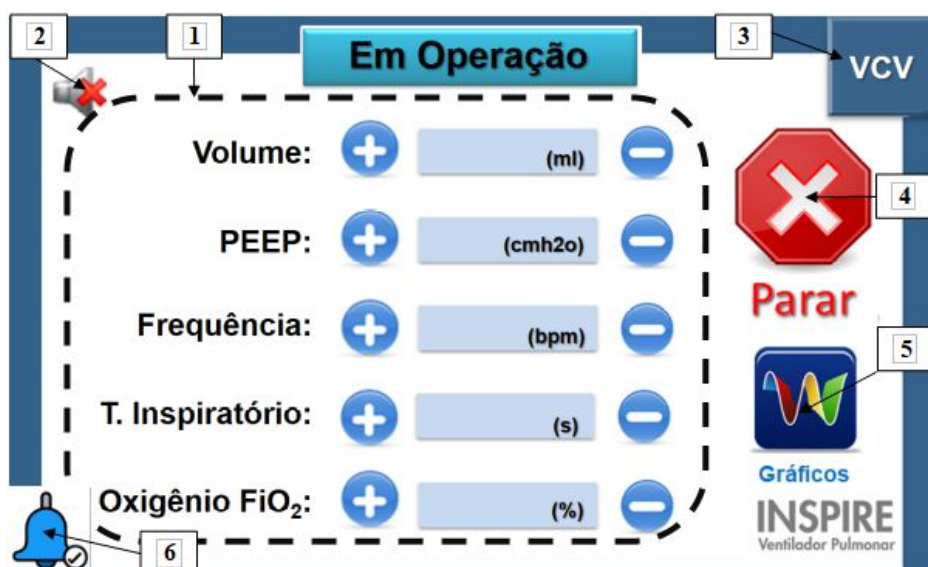 2
1
3
Em Operação
VCV
Volume: (ml)
4
PEEP: (cmh2o)
Parar
Frequência: (bpm)
5
T. Inspiratório: (s)
Gráficos
Oxigênio FiO₂: (%)
INSPIRE
Ventilador Pulmonar
6